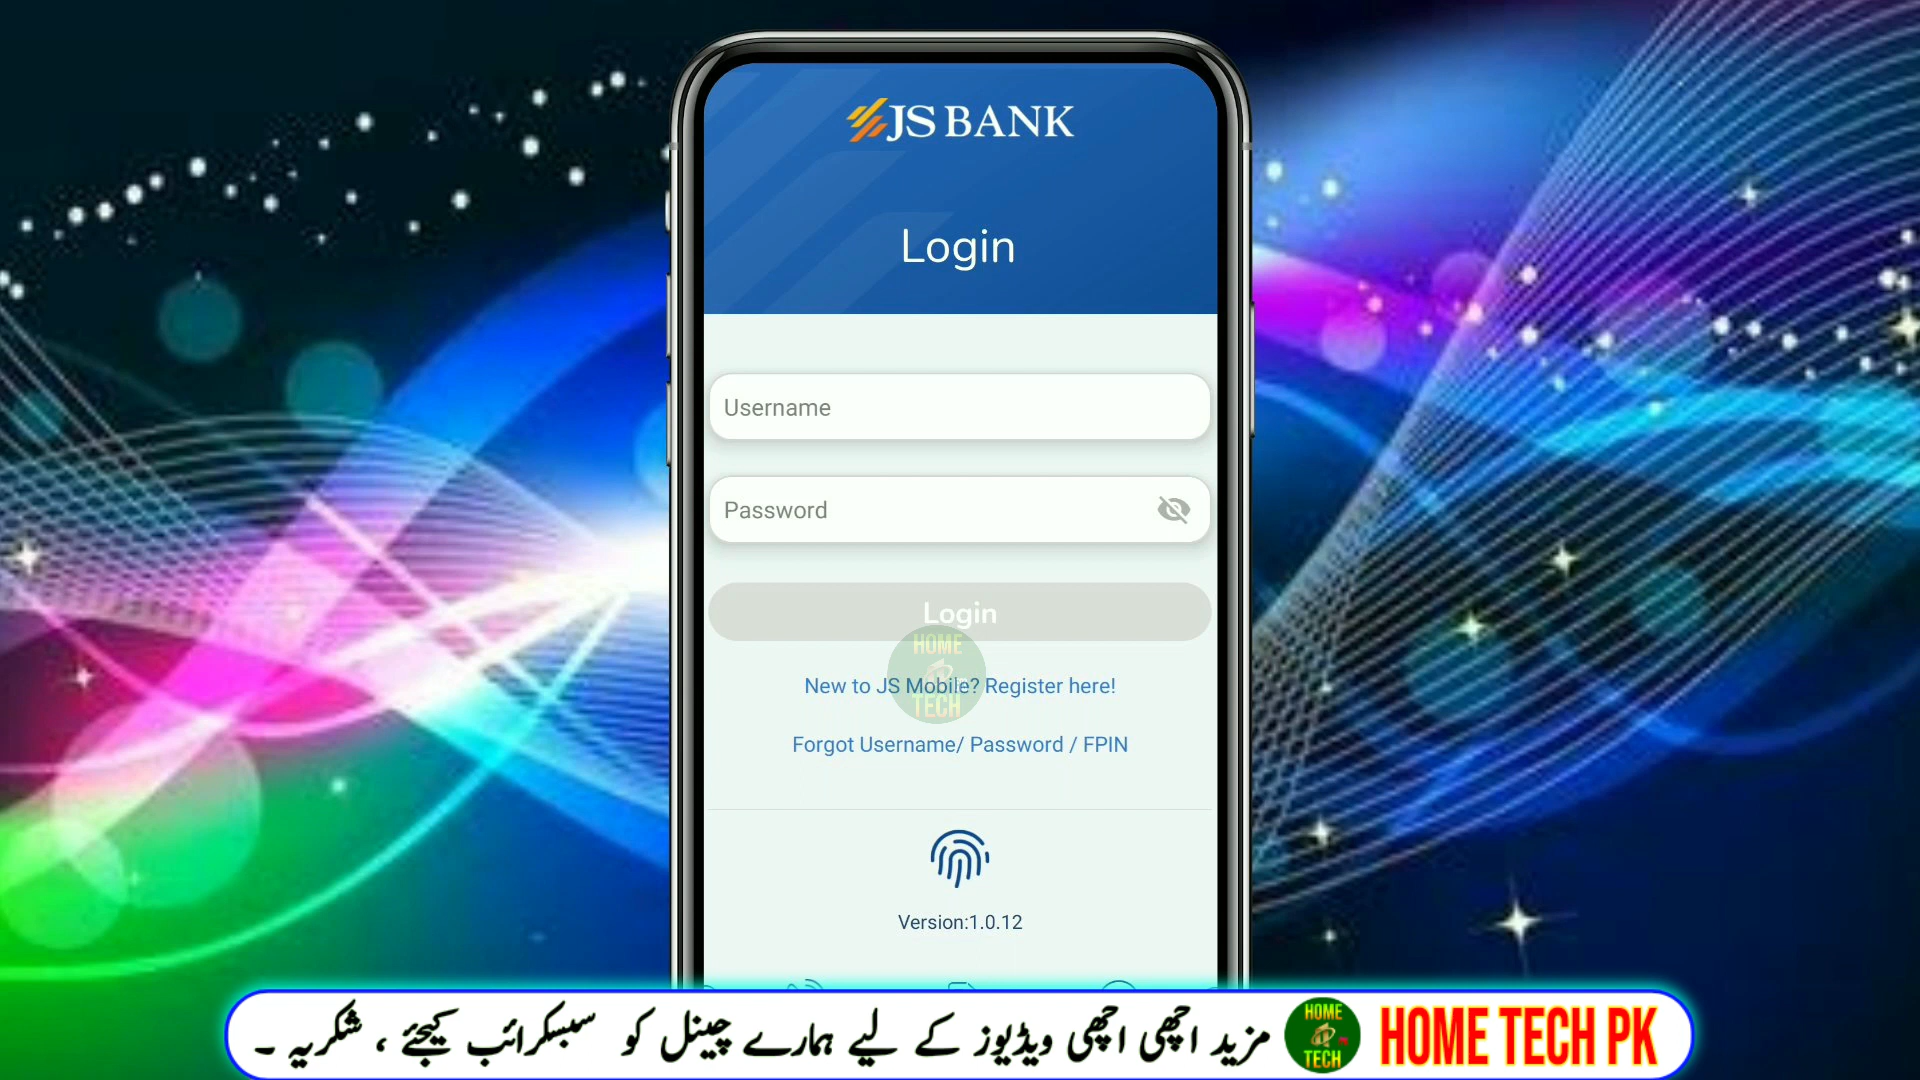 JS BANK
Login
Username
Password
Login
HOME
TECH
New to JS Mobile? Register here!
Forgot Username/ Password / FPIN
Version:1.0.12
مزید اچھی اچھی ویڈیوز کے لیے ہمارے چینل کو سبسکرائب کیجئے ، شکریہ ۔
HOME
TECH
HOME TECH PK